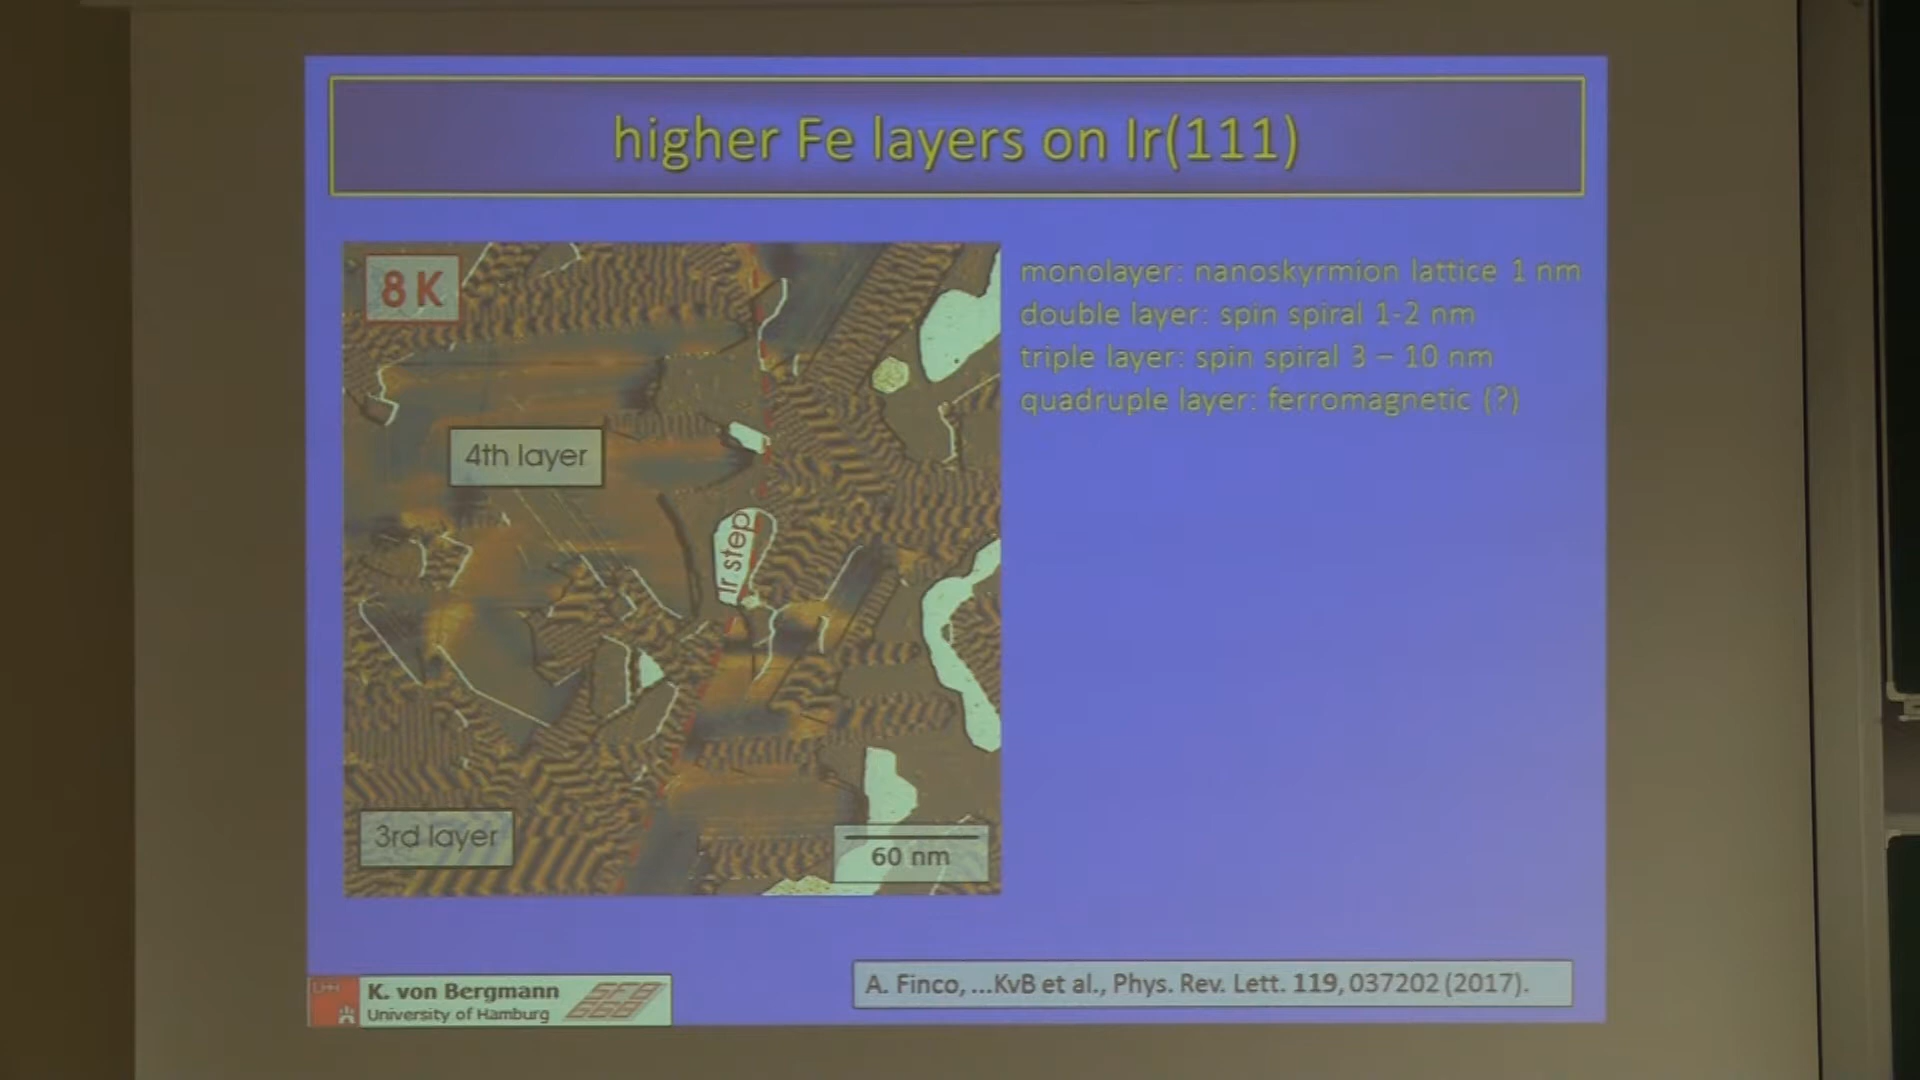 higher Fe layers on Ir(111)
8 K
monolayer: nanoskyrmion lattice 1 nm
double layer: spin spiral 1-2 nm
triple layer: spin spiral 3 – 10 nm
quadruple layer: ferromagnetic (?)
4th layer
Ir step
3rd layer
60 nm
K. von Bergmann
University of Hamburg
A. Finco, ...KvB et al., Phys. Rev. Lett. 119, 037202 (2017).